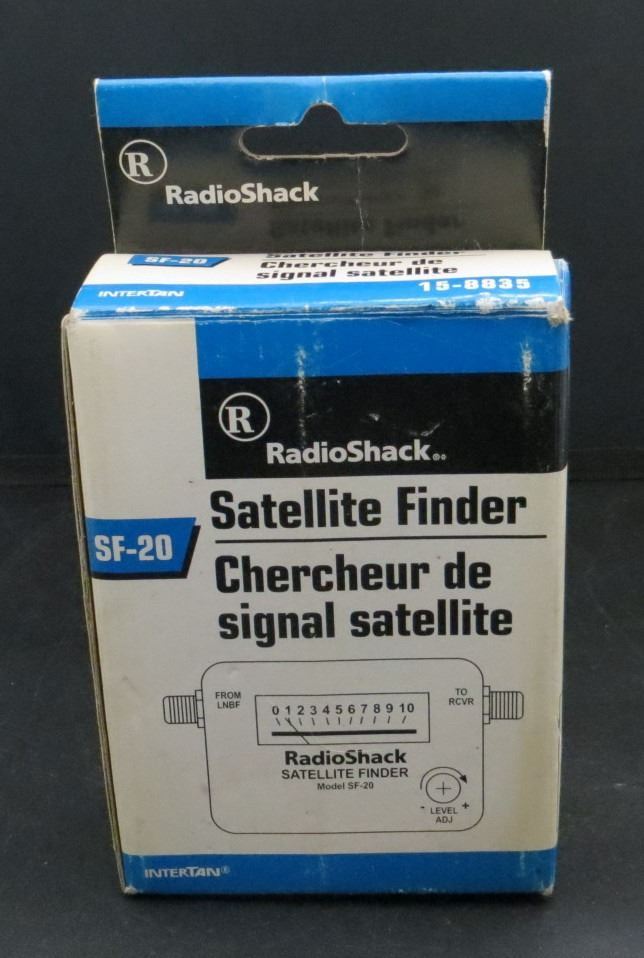 R
RadioShack
SF-20
Satellite Finder
Chercheur de
signal satellite
INTERTAN
15-8835
R
RadioShack
Satellite Finder
SF-20
Chercheur de
signal satellite
FROM
LNBF
TO
RCVR
0 1 2 3 4 5 6 7 8 9 10
RadioShack
SATELLITE FINDER
Model SF-20
- +
LEVEL
ADJ
INTERTAN®